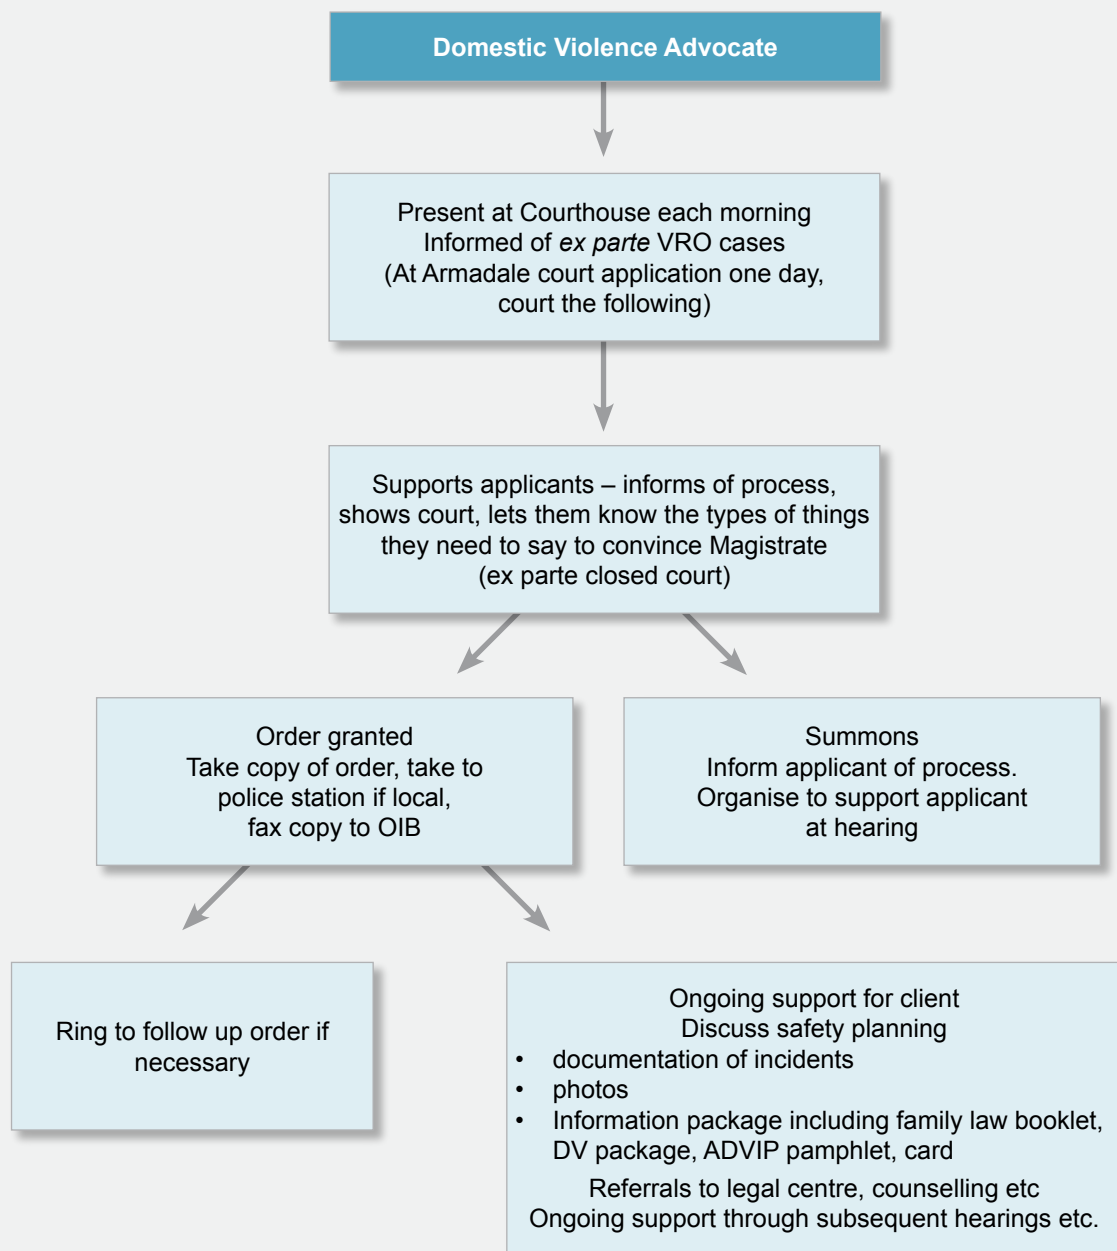 Domestic Violence Advocate
Present at Courthouse each morning
Informed of ex parte VRO cases
(At Armadale court application one day,
court the following)
Supports applicants – informs of process,
shows court, lets them know the types of things
they need to say to convince Magistrate
(ex parte closed court)
Order granted
Take copy of order, take to
police station if local,
fax copy to OIB
Summons
Inform applicant of process.
Organise to support applicant
at hearing
Ring to follow up order if
necessary
Ongoing support for client
Discuss safety planning
• documentation of incidents
• photos
• Information package including family law booklet,
DV package, ADVIP pamphlet, card
Referrals to legal centre, counselling etc
Ongoing support through subsequent hearings etc.